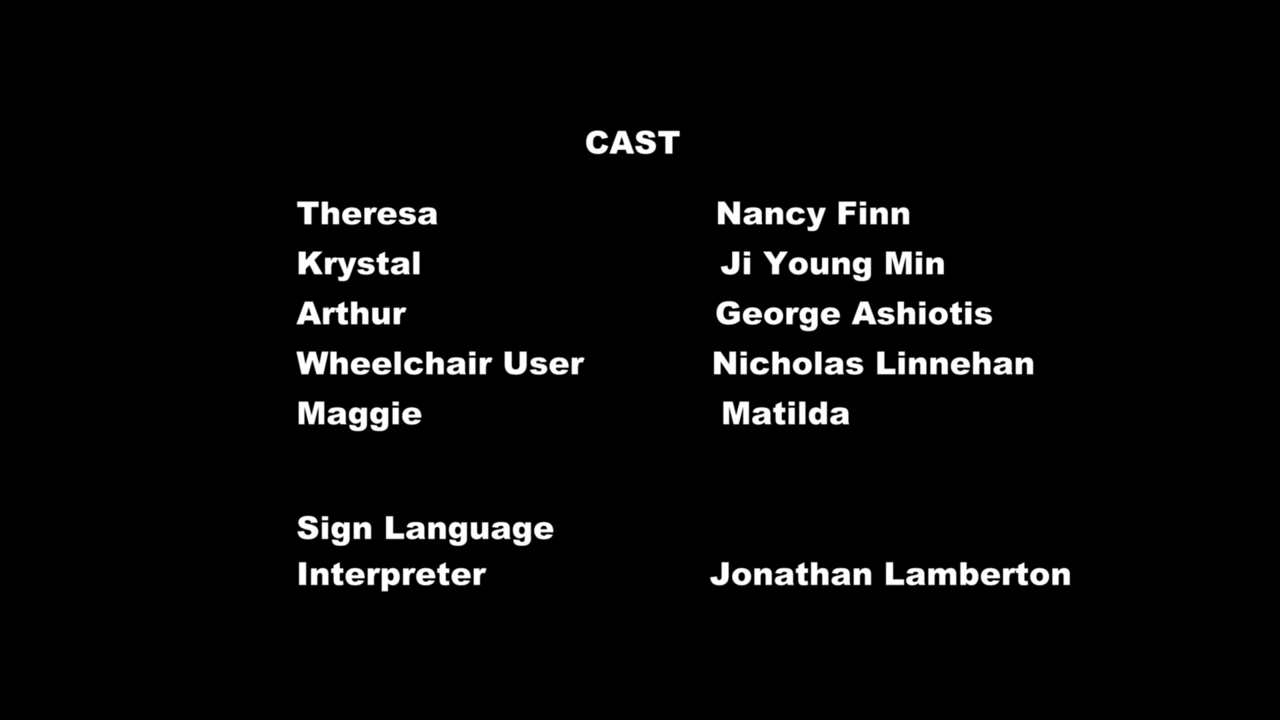 CAST
Theresa Nancy Finn
Krystal Ji Young Min
Arthur George Ashiotis
Wheelchair User Nicholas Linnehan
Maggie Matilda
Sign Language
Interpreter Jonathan Lamberton